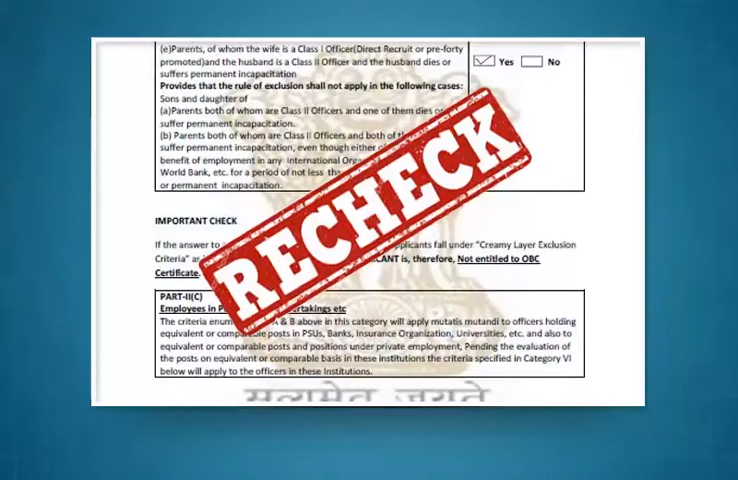 (e)Parents, of whom the wife is a Class I Officer(Direct Recruit or pre-forty
promoted)and the husband is a Class II Officer and the husband dies or
suffers permanent incapacitation
Yes No
Provides that the rule of exclusion shall not apply in the following cases:
Sons and daughter of
(a)Parents both of whom are Class II Officers and one of them dies or
suffer permanent incapacitation.
(b) Parents both of whom are Class II Officers and both of
suffer permanent incapacitation, even though either
benefit of employment in any International
World Bank, etc. for a period of not less
or permanent incapacitation.
RECHECK
IMPORTANT CHECK
If the answer to fall under "Creamy Layer Exclusion
Criteria" is, therefore, Not entitled to OBC
Certificate.
PART-II(C)
Employees in etc
The criteria A & B above in this category will apply mutatis mutandi to officers holding
equivalent or comparable posts in PSUs, Banks, Insurance Organization, Universities, etc. and also to
equivalent or comparable posts and positions under private employment, Pending the evaluation of
the posts on equivalent or comparable basis in these institutions the criteria specified in Category VI
below will apply to the officers in these Institutions.
सत्यमेव जयते